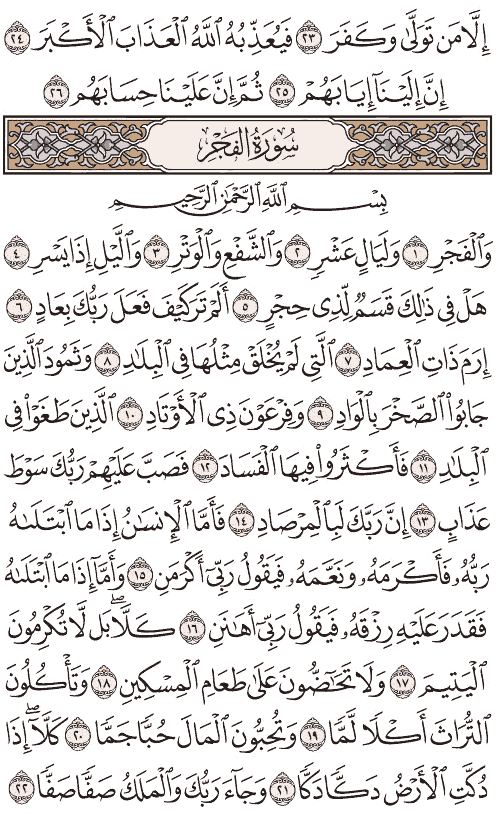 إِلَّا مَن تَوَلَّىٰ وَكَفَرَ ٢٣ فَيُعَذِّبُهُ اللَّهُ الْعَذَابَ الْأَكْبَرَ ٢٤
إِنَّ إِلَيْنَا إِيَابَهُمْ ٢٥ ثُمَّ إِنَّ عَلَيْنَا حِسَابَهُم ٢٦
سُورَةُ الْفَجْرِ
بِسْمِ اللَّهِ الرَّحْمَٰنِ الرَّحِيمِ
وَالْفَجْرِ ١ وَلَيَالٍ عَشْرٍ ٢ وَالشَّفْعِ وَالْوَتْرِ ٣ وَاللَّيْلِ إِذَا يَسْرِ ٤
هَلْ فِي ذَٰلِكَ قَسَمٌ لِّذِي حِجْرٍ ٥ أَلَمْ تَرَ كَيْفَ فَعَلَ رَبُّكَ بِعَادٍ ٦
إِرَمَ ذَاتِ الْعِمَادِ ٧ الَّتِي لَمْ يُخْلَقْ مِثْلُهَا فِي الْبِلَادِ ٨ وَثَمُودَ الَّذِينَ
جَابُوا الصَّخْرَ بِالْوَادِ ٩ وَفِرْعَوْنَ ذِي الْأَوْتَادِ ١٠ الَّذِينَ طَغَوْا فِي
الْبِلَادِ ١١ فَأَكْثَرُوا فِيهَا الْفَسَادَ ١٢ فَصَبَّ عَلَيْهِمْ رَبُّكَ سَوْطَ
عَذَابٍ ١٣ إِنَّ رَبَّكَ لَبِالْمِرْصَادِ ١٤ فَأَمَّا الْإِنسَانُ إِذَا مَا ابْتَلَاهُ
رَبُّهُ فَأَكْرَمَهُ وَنَعَّمَهُ فَيَقُولُ رَبِّي أَكْرَمَنِ ١٥ وَأَمَّا إِذَا مَا ابْتَلَاهُ
فَقَدَرَ عَلَيْهِ رِزْقَهُ فَيَقُولُ رَبِّي أَهَانَنِ ١٦ كَلَّا ۖ بَل لَّا تُكْرِمُونَ
الْيَتِيمَ ١٧ وَلَا تَحَاضُّونَ عَلَىٰ طَعَامِ الْمِسْكِينِ ١٨ وَتَأْكُلُونَ
التُّرَاثَ أَكْلًا لَّمًّا ١٩ وَتُحِبُّونَ الْمَالَ حُبًّا جَمًّا ٢٠ كَلَّا ۖ إِذَا
دُكَّتِ الْأَرْضُ دَكًّا دَكًّا ٢١ وَجَاءَ رَبُّكَ وَالْمَلَكُ صَفًّا صَفًّا ٢٢